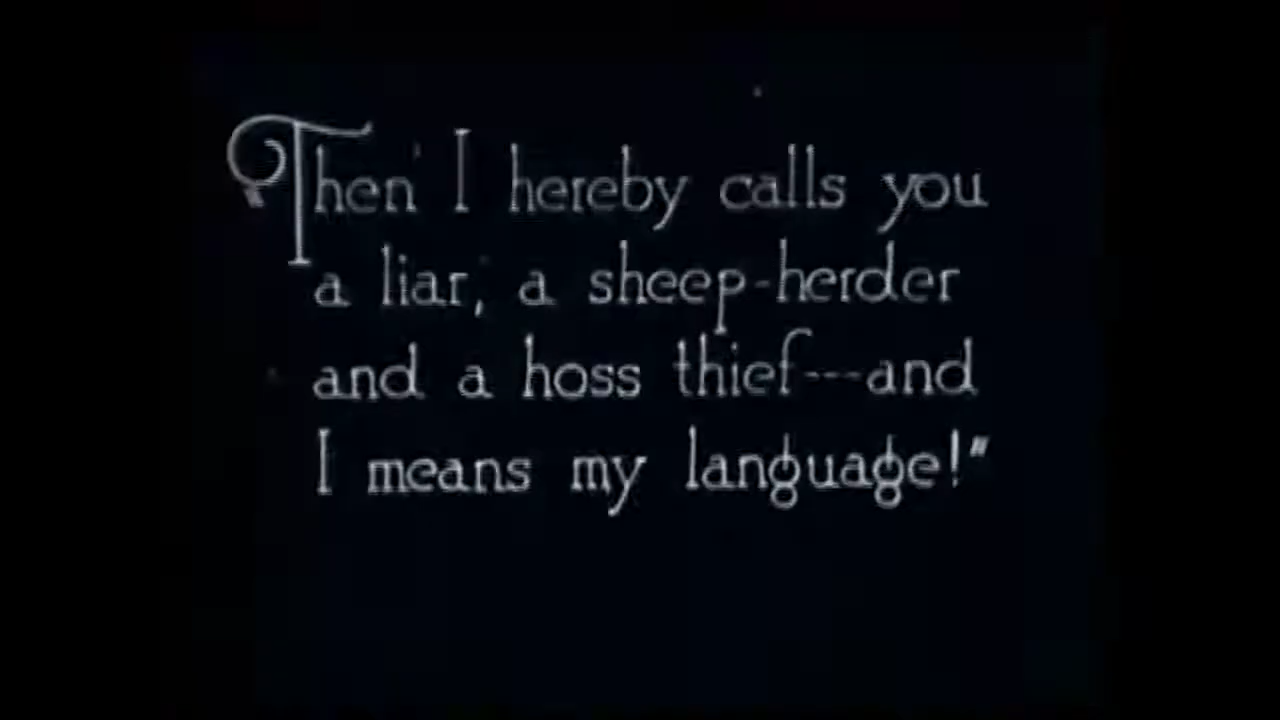 Then I hereby calls you
a liar, a sheep-herder
and a hoss thief---and
I means my language!"